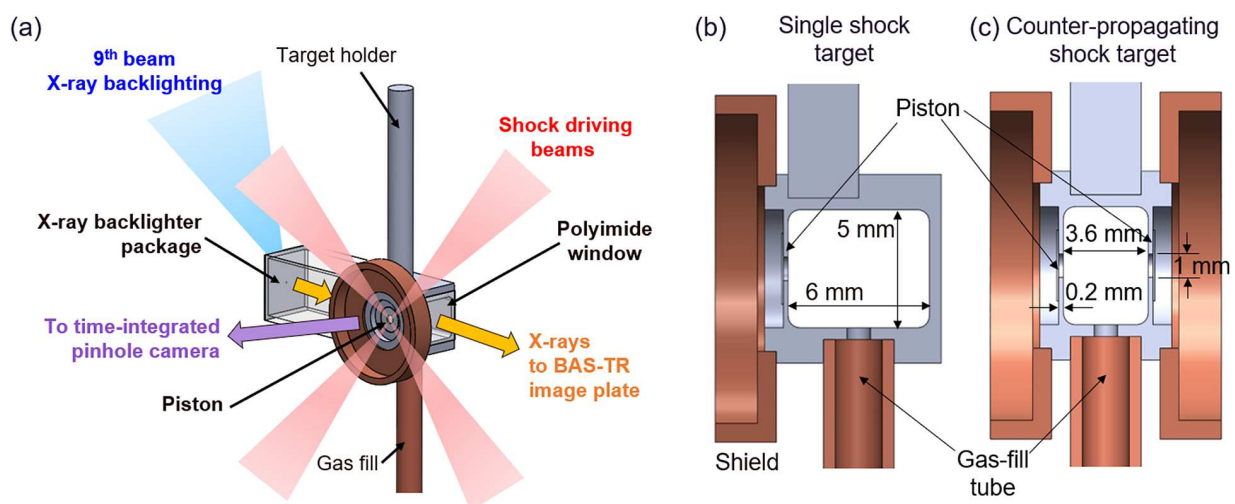 (a)
9th beam
X-ray backlighting
Target holder
Shock driving
beams
X-ray backlighter
package
Polyimide
window
To time-integrated
pinhole camera
X-rays
to BAS-TR
image plate
Piston
Gas fill
(b)
Single shock
target
Piston
5 mm
6 mm
Shield
Gas-fill
tube
(c)
Counter-propagating
shock target
3.6 mm
1 mm
0.2 mm